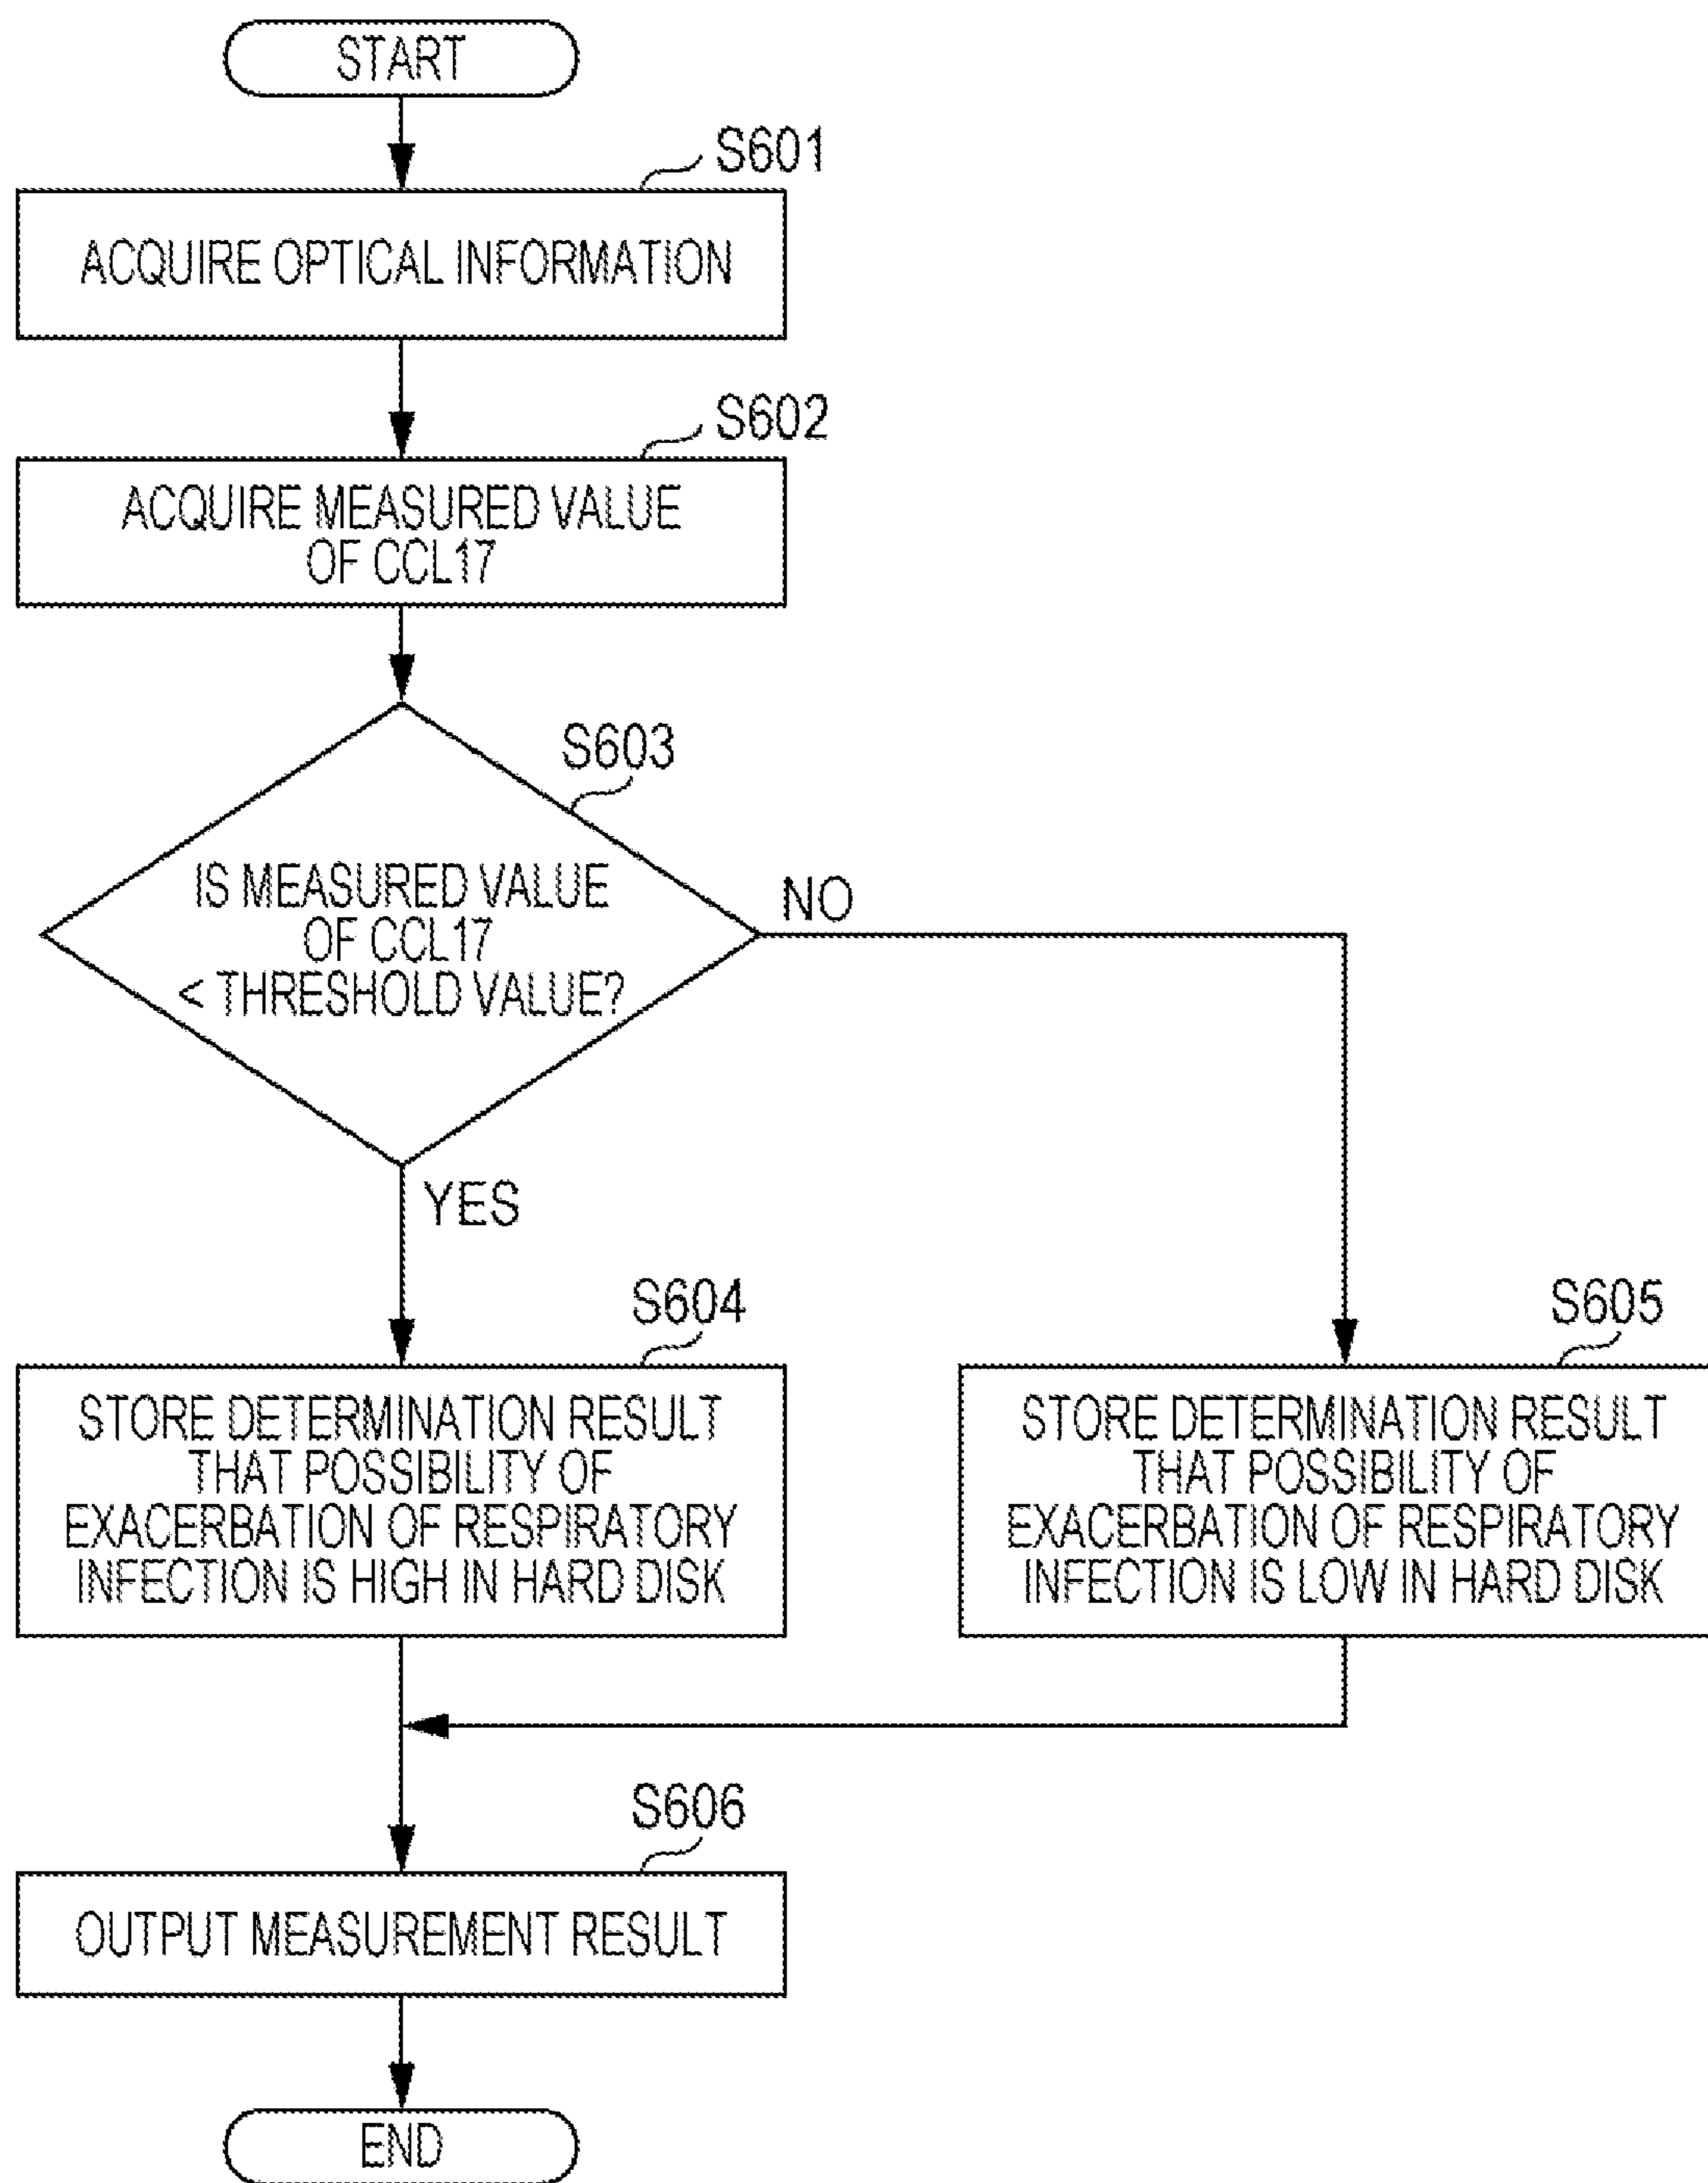 START
S601
ACQUIRE OPTICAL INFORMATION
S602
ACQUIRE MEASURED VALUE
OF CCL17
S603
IS MEASURED VALUE
OF CCL17
< THRESHOLD VALUE?
NO
YES
S604
STORE DETERMINATION RESULT
THAT POSSIBILITY OF
EXACERBATION OF RESPIRATORY
INFECTION IS HIGH IN HARD DISK
S605
STORE DETERMINATION RESULT
THAT POSSIBILITY OF
EXACERBATION OF RESPIRATORY
INFECTION IS LOW IN HARD DISK
S606
OUTPUT MEASUREMENT RESULT
END